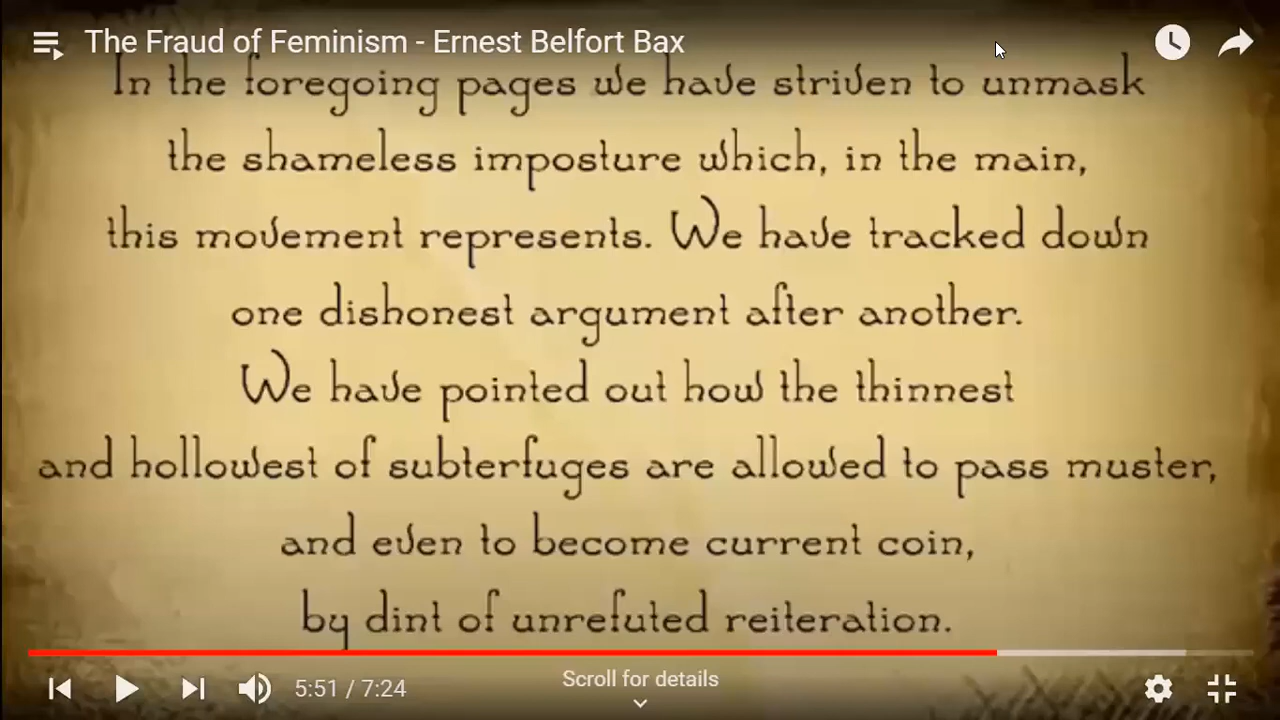 The Fraud of Feminism - Ernest Belfort Bax
In the foregoing pages we have striven to unmask
the shameless imposture which, in the main,
this movement represents. We have tracked down
one dishonest argument after another.
We have pointed out how the thinnest
and hollowest of subterfuges are allowed to pass muster,
and even to become current coin,
by dint of unrefuted reiteration.
5:51 / 7:24
Scroll for details